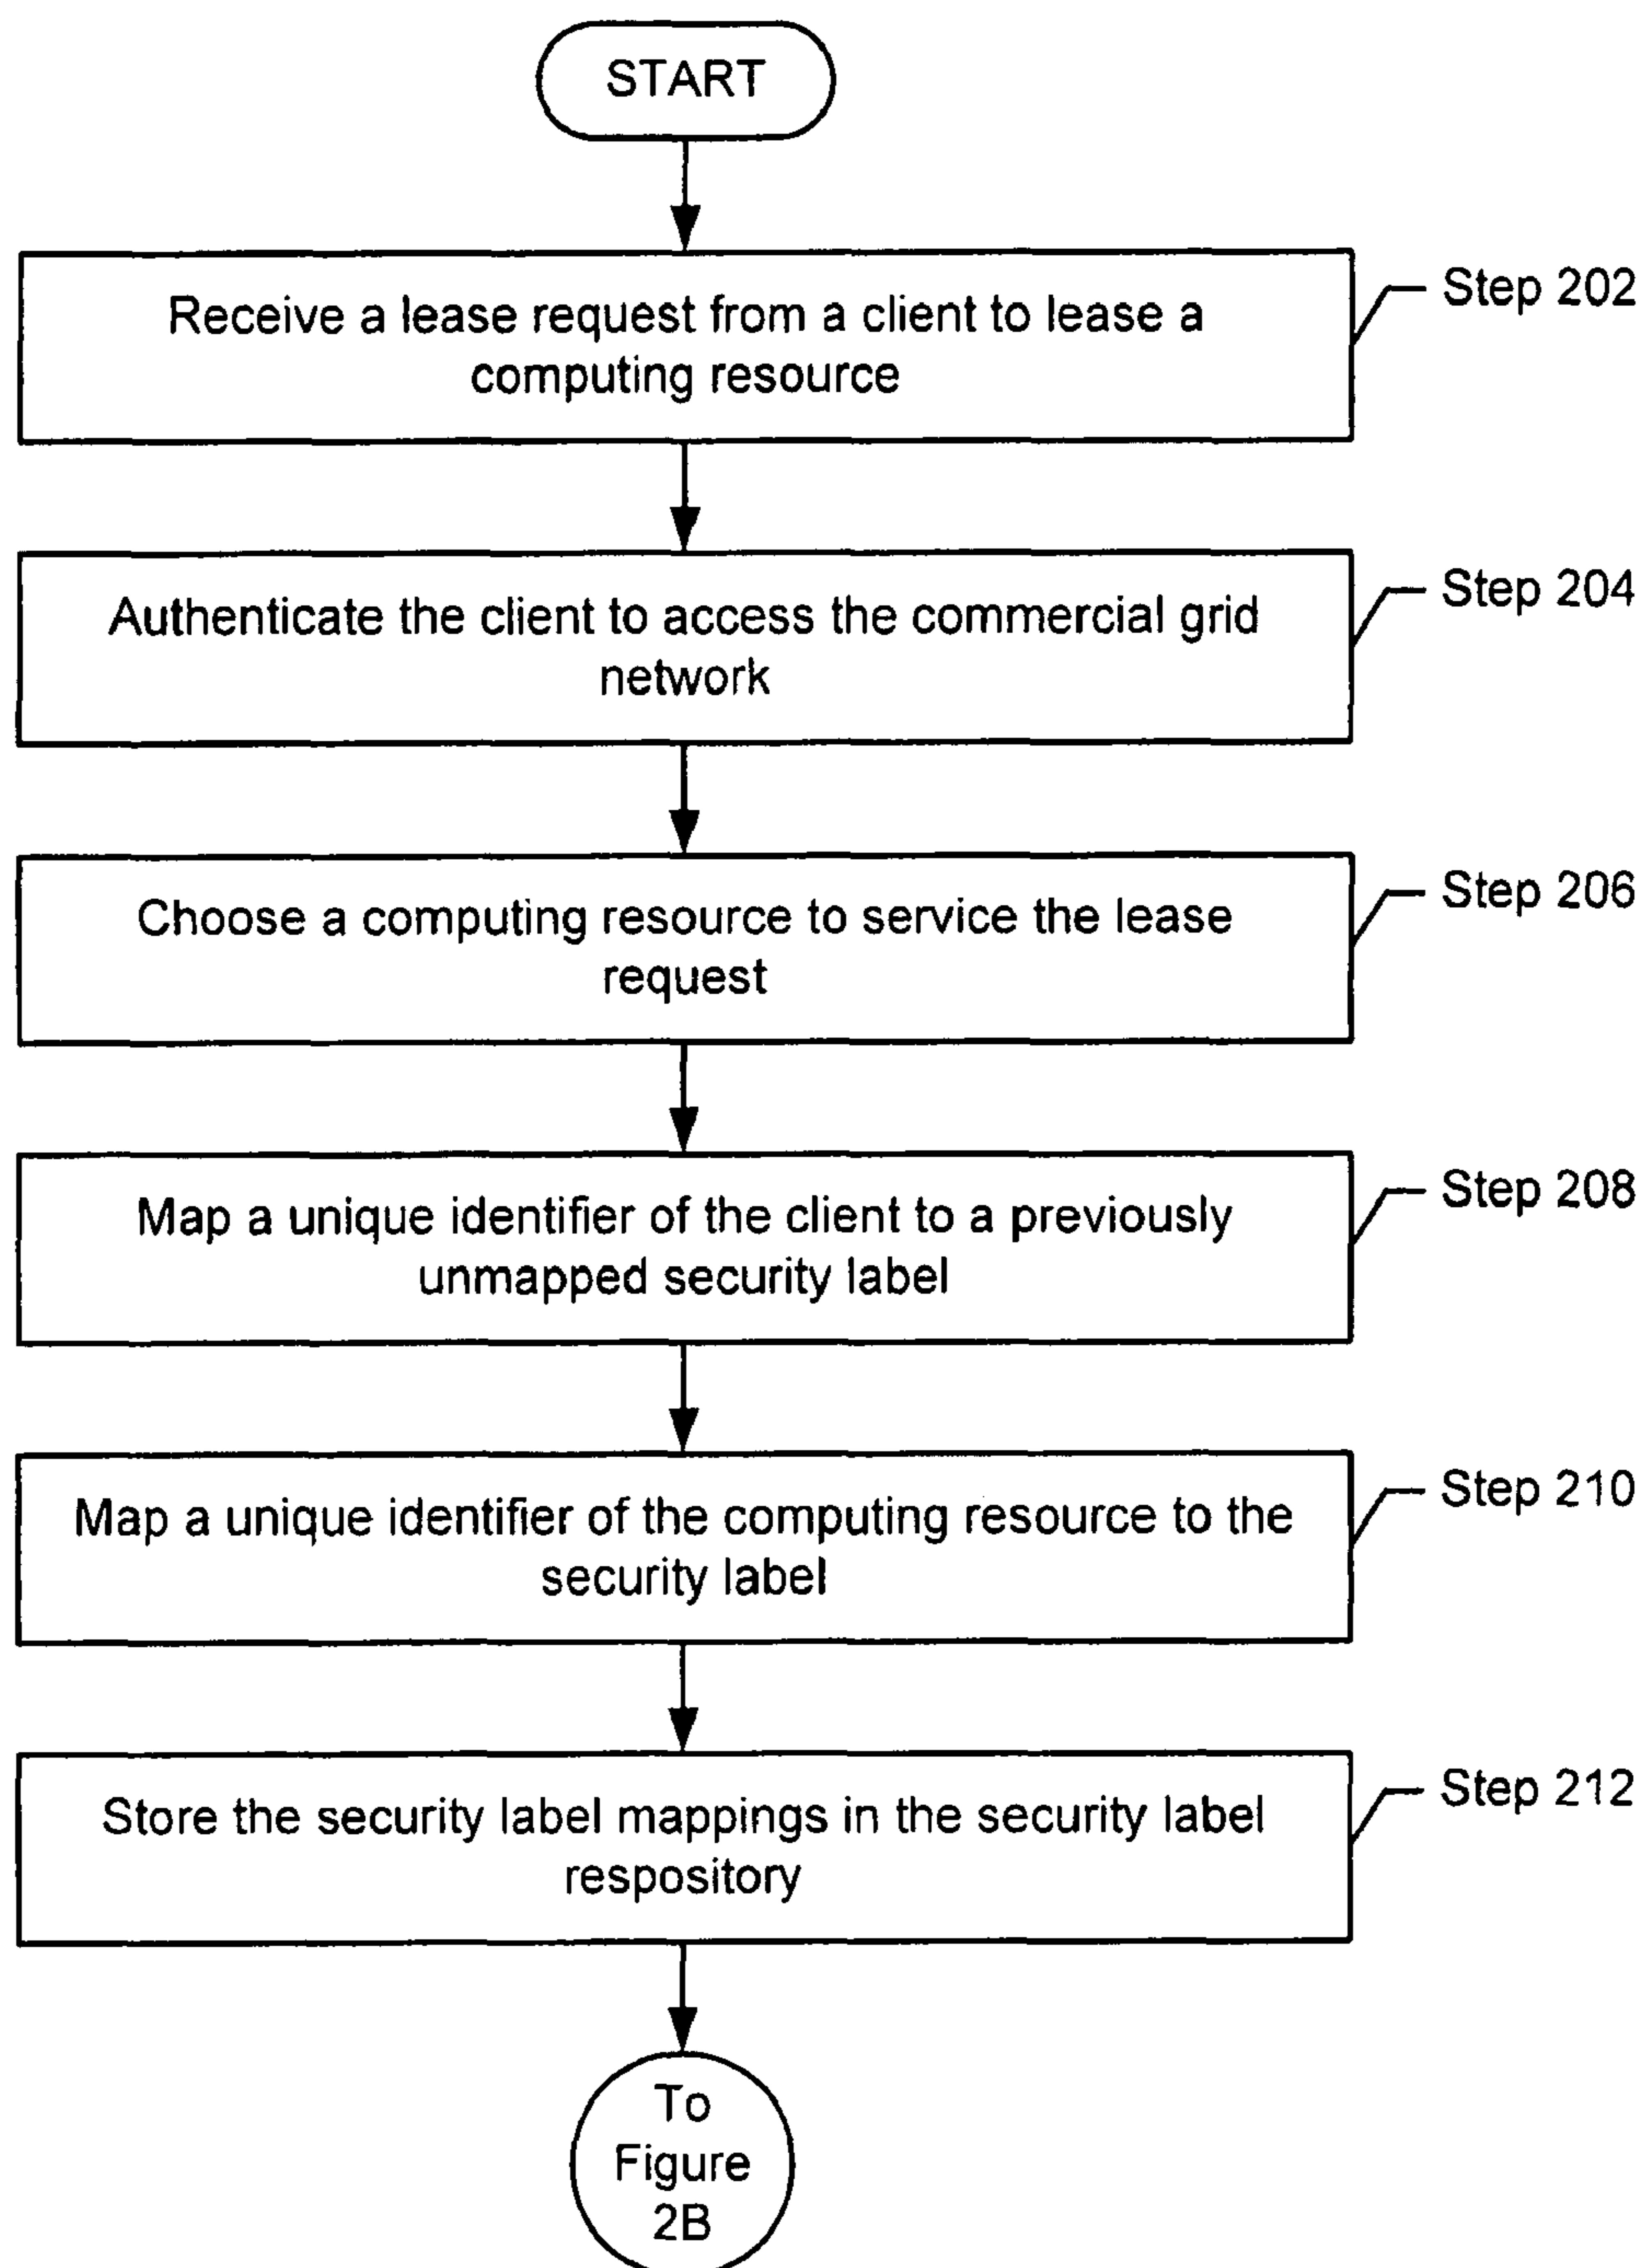 START
Receive a lease request from a client to lease a
computing resource
Step 202
Authenticate the client to access the commercial grid
network
Step 204
Choose a computing resource to service the lease
request
Step 206
Map a unique identifier of the client to a previously
unmapped security label
Step 208
Map a unique identifier of the computing resource to the
security label
Step 210
Store the security label mappings in the security label
respository
Step 212
To
Figure
2B